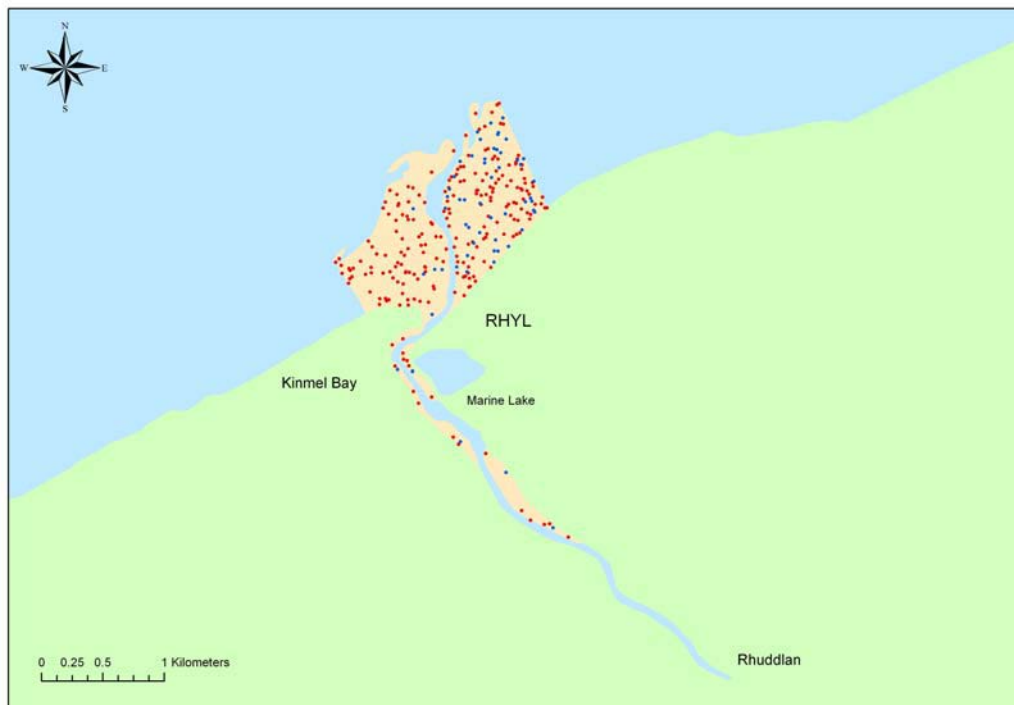 N
W E
S
RHYL
Kinmel Bay
Marine Lake
Rhuddlan
0 0.25 0.5 1 Kilometers